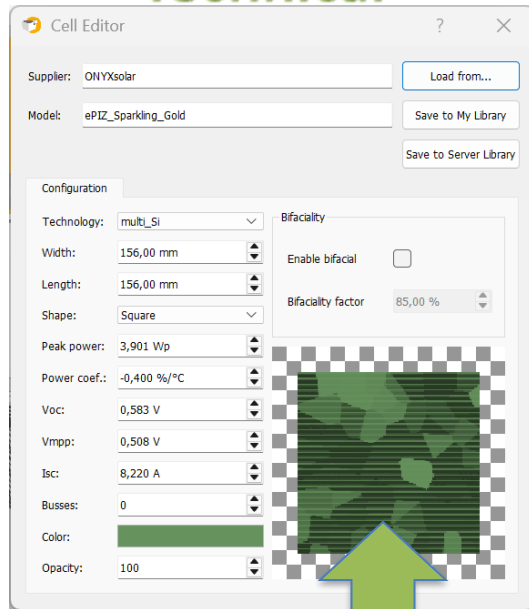 Cell Editor
?
Supplier: ONYXsolar
Load from...
Model: ePIZ_Sparkling_Gold
Save to My Library
Save to Server Library
Configuration
Technology: multi_Si
Width: 156,00 mm
Length: 156,00 mm
Shape: Square
Peak power: 3,901 Wp
Power coef.: -0,400 %/°C
Voc: 0,583 V
Vmpp: 0,508 V
Isc: 8,220 A
Busses: 0
Color:
Opacity: 100
Bifaciality
Enable bifacial
Bifaciality factor 85,00 %